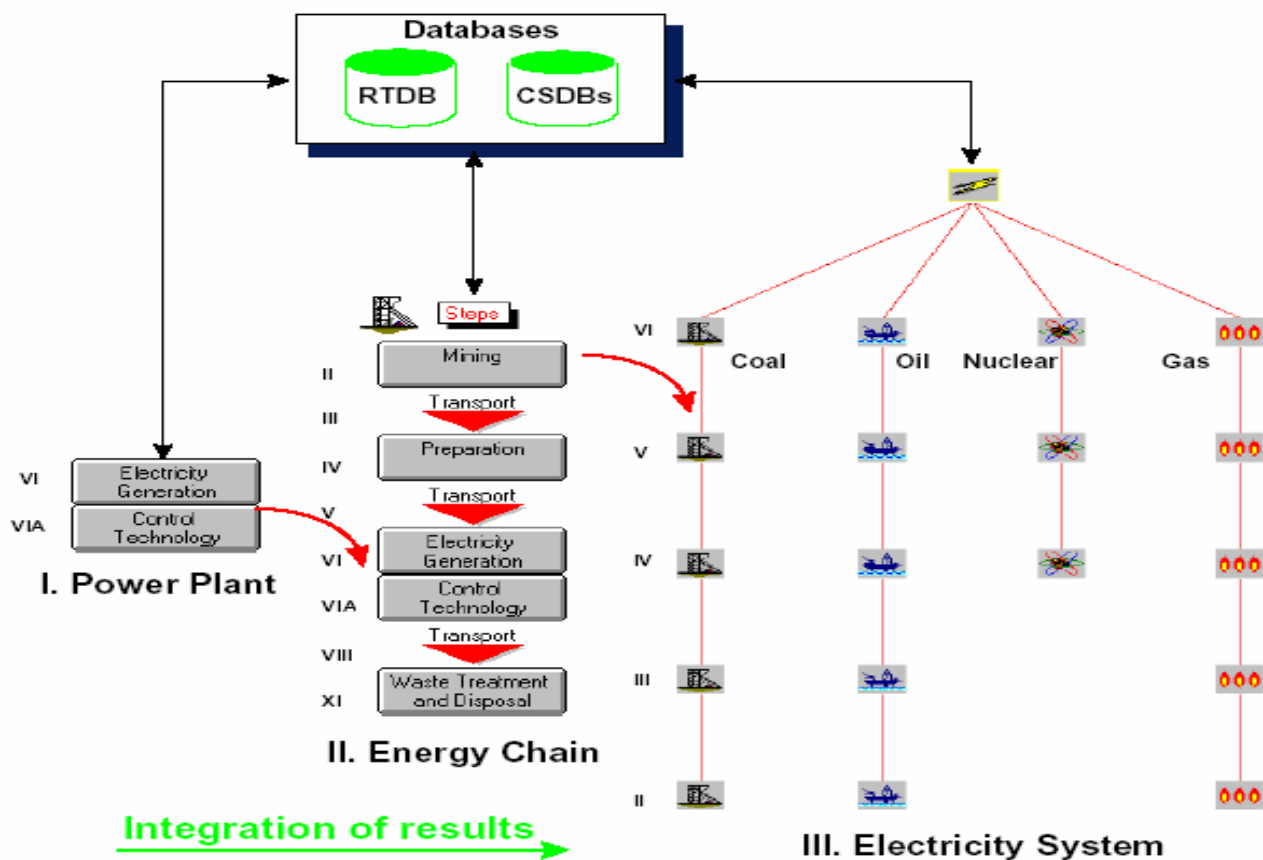 Databases
RTDB
CSDBs
Steps
Mining
II
Transport
III
Preparation
IV
Transport
V
Electricity
Generation
VI
Control
Technology
VIA
Transport
VIII
Waste Treatment
and Disposal
XI
II. Energy Chain
VI
Electricity
Generation
VIA
Control
Technology
I. Power Plant
VI
Coal
Oil
Nuclear
Gas
V
IV
III
II
III. Electricity System
Integration of results